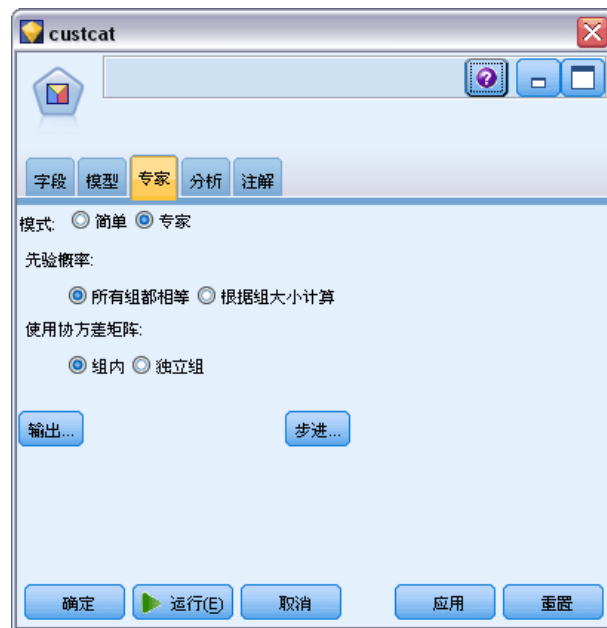 custcat
字段 模型 专家 分析 注解
模式: 简单 专家
先验概率:
所有组都相等 根据组大小计算
使用协方差矩阵:
组内 独立组
输出... 步进...
确定 运行(E) 取消 应用 重置